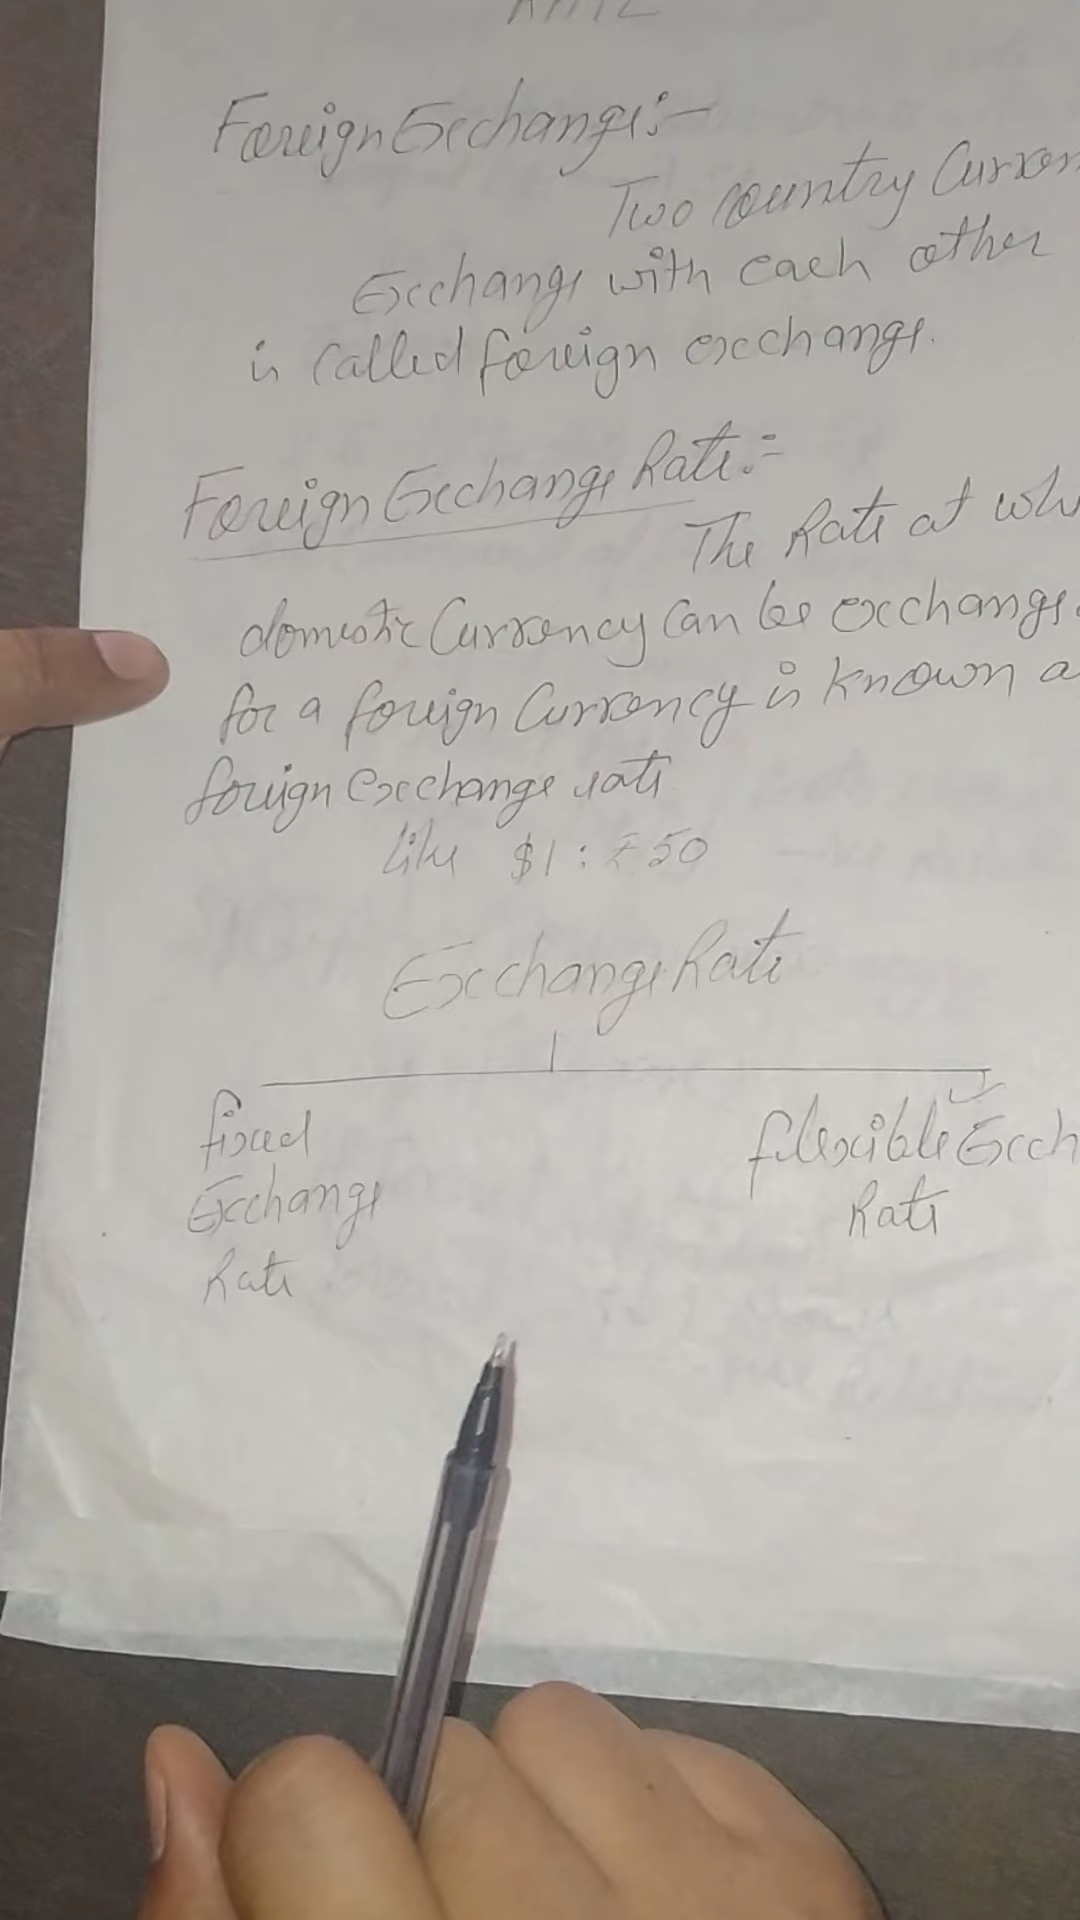 Foreign Exchange:-
Two Country Curren
Exchange with each other
is called foreign exchange.
Foreign Exchange Rate:-
The Rate at whi
domestic Currency Can be exchange
for a foreign Currency is known a
foreign exchange rate
like $1 : ₹50
Exchange Rate
fixed
Exchange
Rate
flexible Exch
Rate